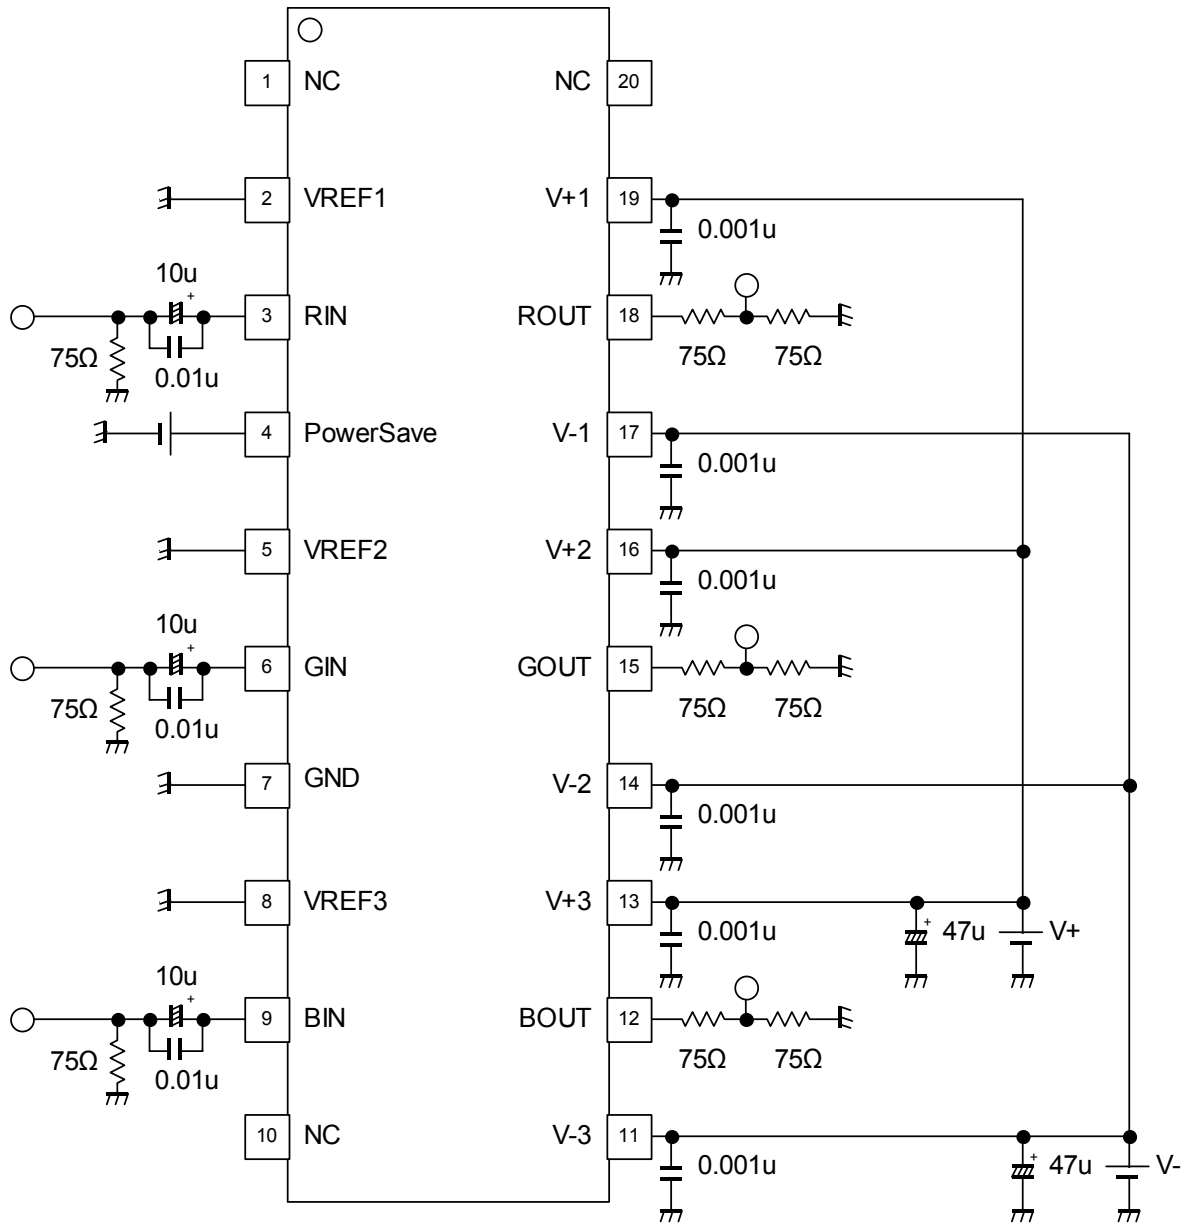 1 NC NC 20
2 VREF1 V+1 19
0.001u
10u
+
3 RIN ROUT 18
75Ω 0.01u 75Ω 75Ω
4 PowerSave V-1 17
0.001u
5 VREF2 V+2 16
0.001u
10u
+
6 GIN GOUT 15
75Ω 0.01u 75Ω 75Ω
7 GND V-2 14
0.001u
8 VREF3 V+3 13
0.001u + 47u V+
10u
+
9 BIN BOUT 12
75Ω 0.01u 75Ω 75Ω
10 NC V-3 11
0.001u + 47u V-